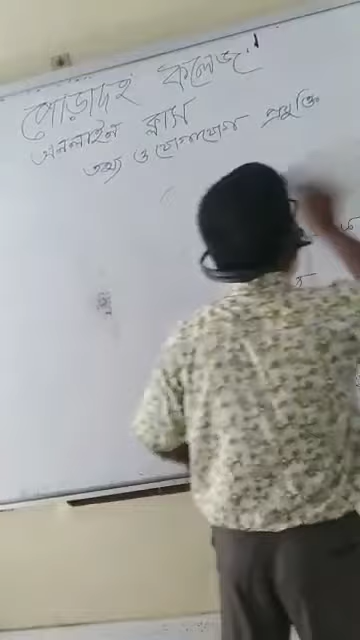 পোড়াদহ কলেজ
অনলাইন ক্লাস
তথ্য ও যোগাযোগ প্রযুক্তি